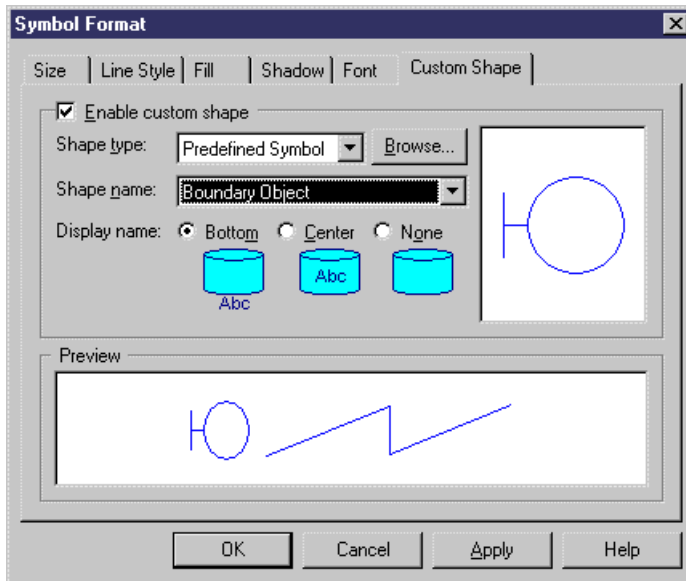 Symbol Format
Size Line Style Fill Shadow Font Custom Shape
Enable custom shape
Shape type: Predefined Symbol Browse...
Shape name: Boundary Object
Display name: Bottom Center None
Abc
Abc
Preview
OK Cancel Apply Help